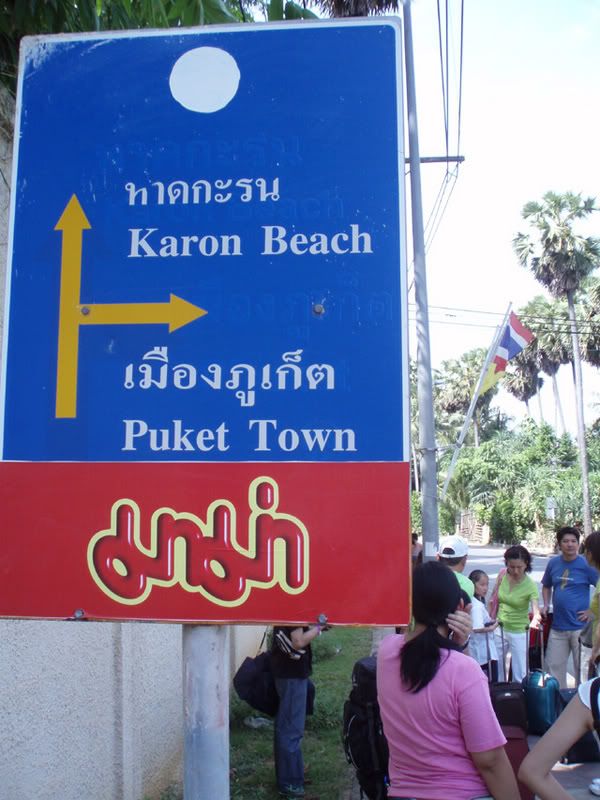 หาดกะรน
Karon Beach
เมืองภูเก็ต
Puket Town
มาม่า